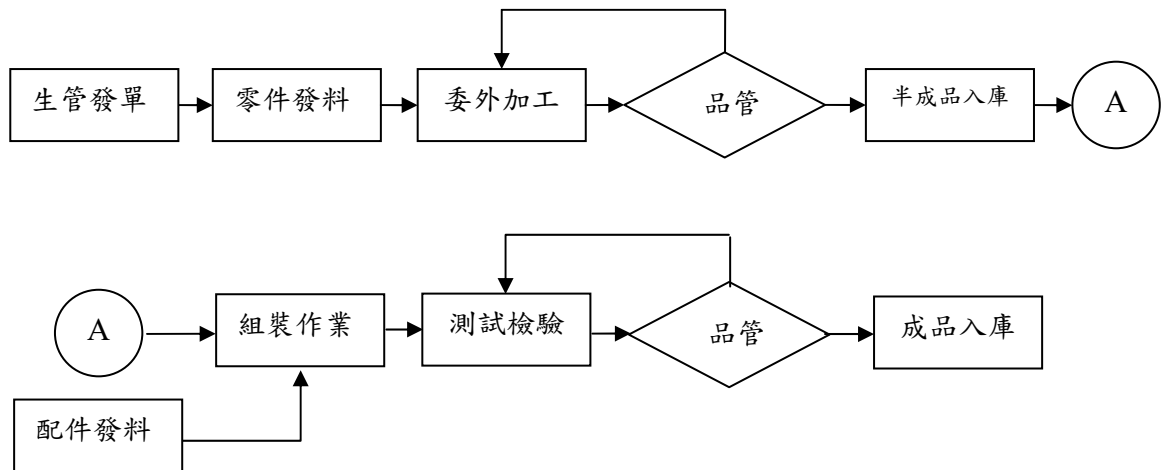 生管發單
零件發料
委外加工
品管
半成品入庫
A
A
組裝作業
測試檢驗
品管
成品入庫
配件發料